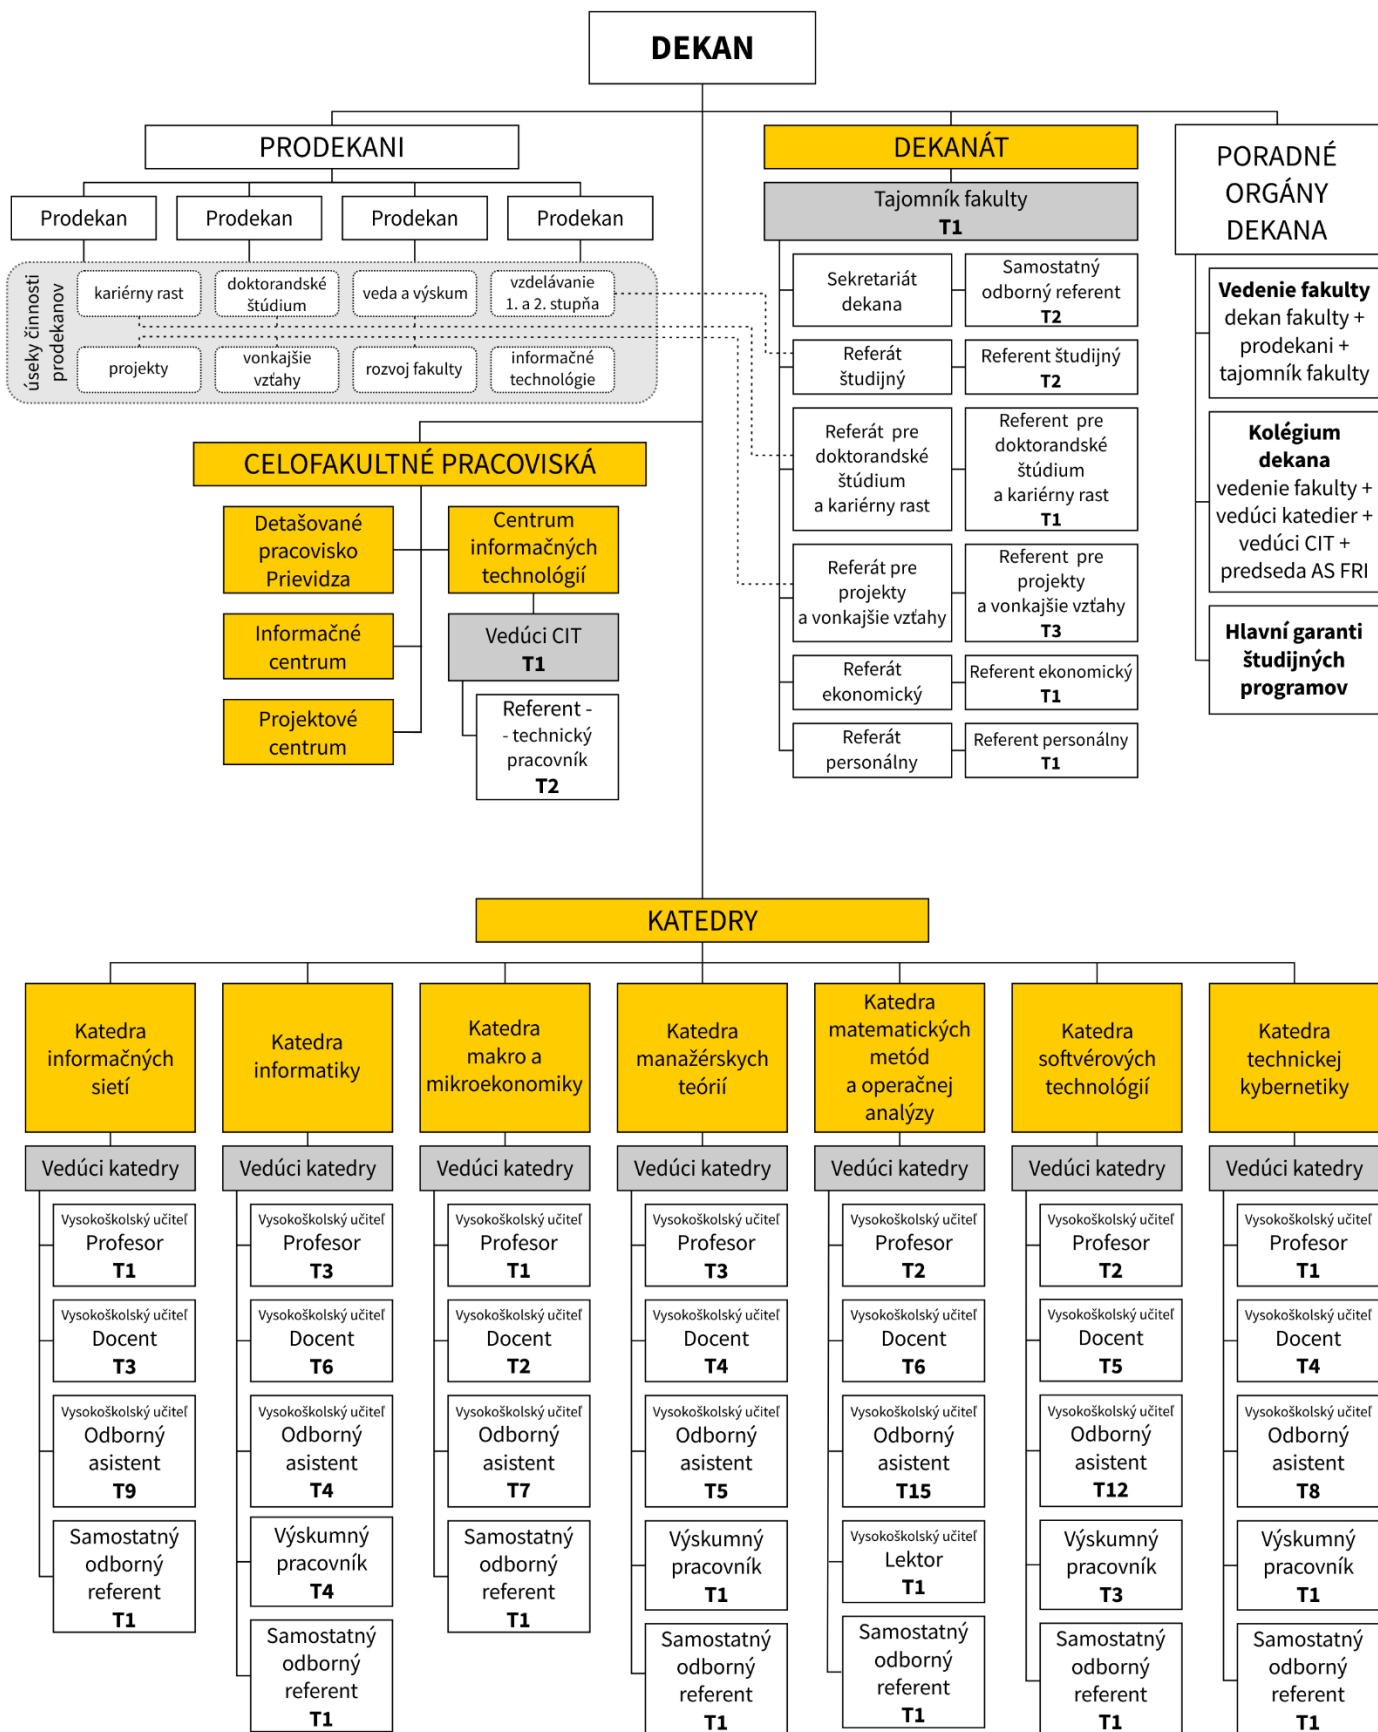 DEKAN
PRODEKANI
Prodekan
Prodekan
Prodekan
Prodekan
úseky činnosti
prodekanov
kariérny rast
doktorandské
štúdium
veda a výskum
vzdelávanie
1. a 2. stupňa
projekty
vonkajšie
vzťahy
rozvoj fakulty
informačné
technológie
DEKANÁT
Tajomník fakulty
T1
Sekretariát
dekana
Samostatný
odborný referent
T2
Referát
študijný
Referent študijný
T2
Referát pre
doktorandské
štúdium
a kariérny rast
Referent pre
doktorandské
štúdium
a kariérny rast
T1
Referát pre
projekty
a vonkajšie vzťahy
Referent pre
projekty
a vonkajšie vzťahy
T3
Referát
ekonomický
Referent ekonomický
T1
Referát
personálny
Referent personálny
T1
PORADNÉ
ORGÁNY
DEKANA
Vedenie fakulty
dekan fakulty +
prodekani +
tajomník fakulty
Kolégium
dekana
vedenie fakulty +
vedúci katedier +
vedúci CIT +
predseda AS FRI
Hlavní garanti
študijných
programov
CELOFAKULTNÉ PRACOVISKÁ
Detašované
pracovisko
Prievidza
Centrum
informačných
technológií
Informačné
centrum
Vedúci CIT
T1
Projektové
centrum
Referent -
- technický
pracovník
T2
KATEDRY
Katedra
informačných
sietí
Vedúci katedry
Vysokoškolský učiteľ
Profesor
T1
Vysokoškolský učiteľ
Docent
T3
Vysokoškolský učiteľ
Odborný
asistent
T9
Samostatný
odborný
referent
T1
Katedra
informatiky
Vedúci katedry
Vysokoškolský učiteľ
Profesor
T3
Vysokoškolský učiteľ
Docent
T6
Vysokoškolský učiteľ
Odborný
asistent
T4
Výskumný
pracovník
T4
Samostatný
odborný
referent
T1
Katedra
makro a
mikroekonomiky
Vedúci katedry
Vysokoškolský učiteľ
Profesor
T1
Vysokoškolský učiteľ
Docent
T2
Vysokoškolský učiteľ
Odborný
asistent
T7
Samostatný
odborný
referent
T1
Katedra
manažérskych
teórií
Vedúci katedry
Vysokoškolský učiteľ
Profesor
T3
Vysokoškolský učiteľ
Docent
T4
Vysokoškolský učiteľ
Odborný
asistent
T5
Výskumný
pracovník
T1
Samostatný
odborný
referent
T1
Katedra
matematických
metód
a operačnej
analýzy
Vedúci katedry
Vysokoškolský učiteľ
Profesor
T2
Vysokoškolský učiteľ
Docent
T6
Vysokoškolský učiteľ
Odborný
asistent
T15
Vysokoškolský učiteľ
Lektor
T1
Samostatný
odborný
referent
T1
Katedra
softvérových
technológií
Vedúci katedry
Vysokoškolský učiteľ
Profesor
T2
Vysokoškolský učiteľ
Docent
T5
Vysokoškolský učiteľ
Odborný
asistent
T12
Výskumný
pracovník
T3
Samostatný
odborný
referent
T1
Katedra
technickej
kybernetiky
Vedúci katedry
Vysokoškolský učiteľ
Profesor
T1
Vysokoškolský učiteľ
Docent
T4
Vysokoškolský učiteľ
Odborný
asistent
T8
Výskumný
pracovník
T1
Samostatný
odborný
referent
T1